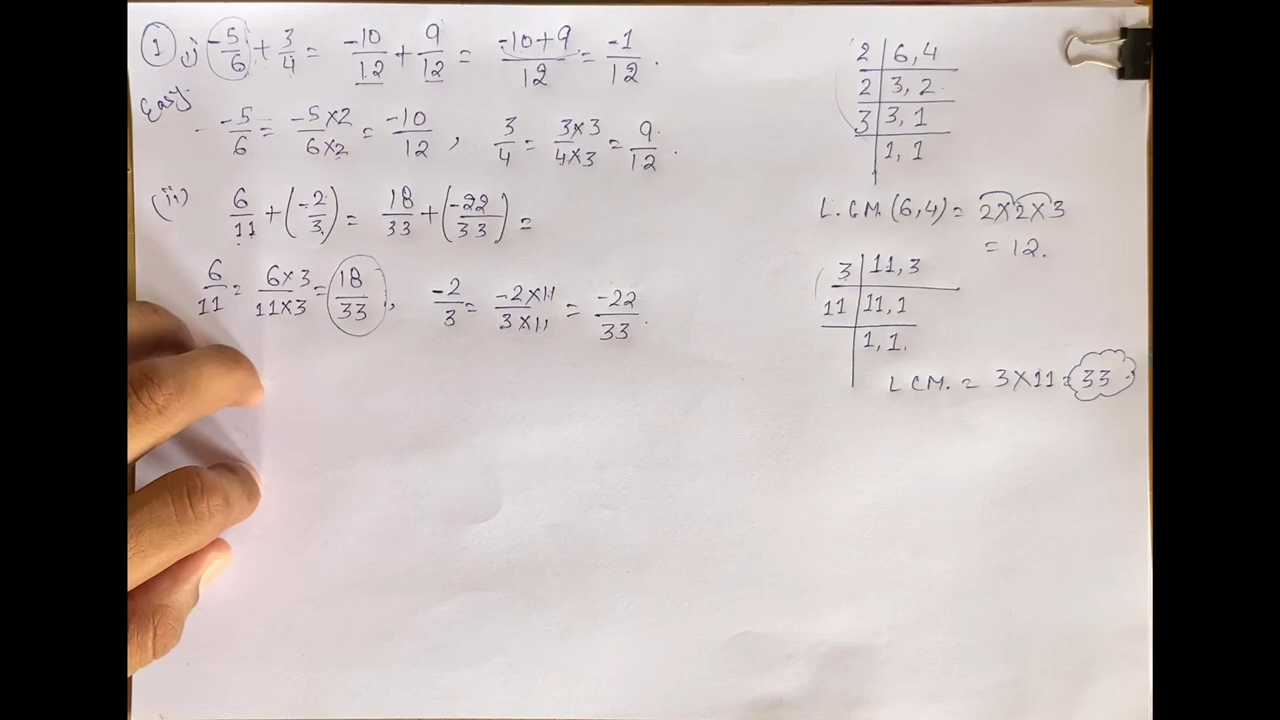 1 i) -5/6 + 3/4 = -10/12 + 9/12 = -10+9/12 = -1/12.
Easy.
-5/6 = -5×2/6×2 = -10/12, 3/4 = 3×3/4×3 = 9/12.
(ii) 6/11 + (-2/3) = 18/33 + (-22/33) =
6/11 = 6×3/11×3 = 18/33, -2/3 = -2×11/3×11 = -22/33.
2 | 6, 4
2 | 3, 2
3 | 3, 1
1, 1
L.C.M.(6,4) = 2×2×3
= 12.
3 | 11, 3
11 | 11, 1
1, 1.
LCM. = 3×11 = 33